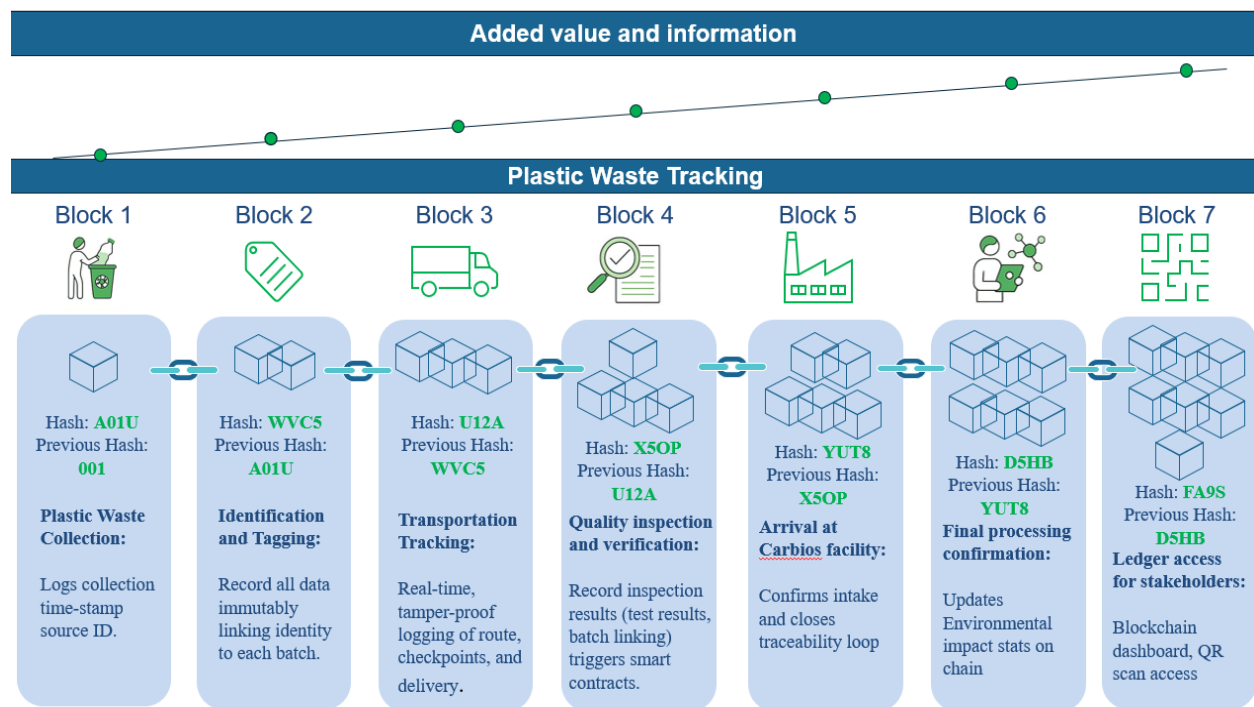 Added value and information
Plastic Waste Tracking
Block 1
Block 2
Block 3
Block 4
Block 5
Block 6
Block 7
Hash: A01U
Previous Hash:
001
Plastic Waste
Collection:
Logs collection
time-stamp
source ID.
Hash: WVC5
Previous Hash:
A01U
Identification
and Tagging:
Record all data
immutably
linking identity
to each batch.
Hash: U12A
Previous Hash:
WVC5
Transportation
Tracking:
Real-time,
tamper-proof
logging of route,
checkpoints, and
delivery.
Hash: X5OP
Previous Hash:
U12A
Quality inspection
and verification:
Record inspection
results (test results,
batch linking)
triggers smart
contracts.
Hash: YUT8
Previous Hash:
X5OP
Arrival at
Carbios facility:
Confirms intake
and closes
traceability loop
Hash: D5HB
Previous Hash:
YUT8
Final processing
confirmation:
Updates
Environmental
impact stats on
chain
Hash: FA9S
Previous Hash:
D5HB
Ledger access
for stakeholders:
Blockchain
dashboard, QR
scan access